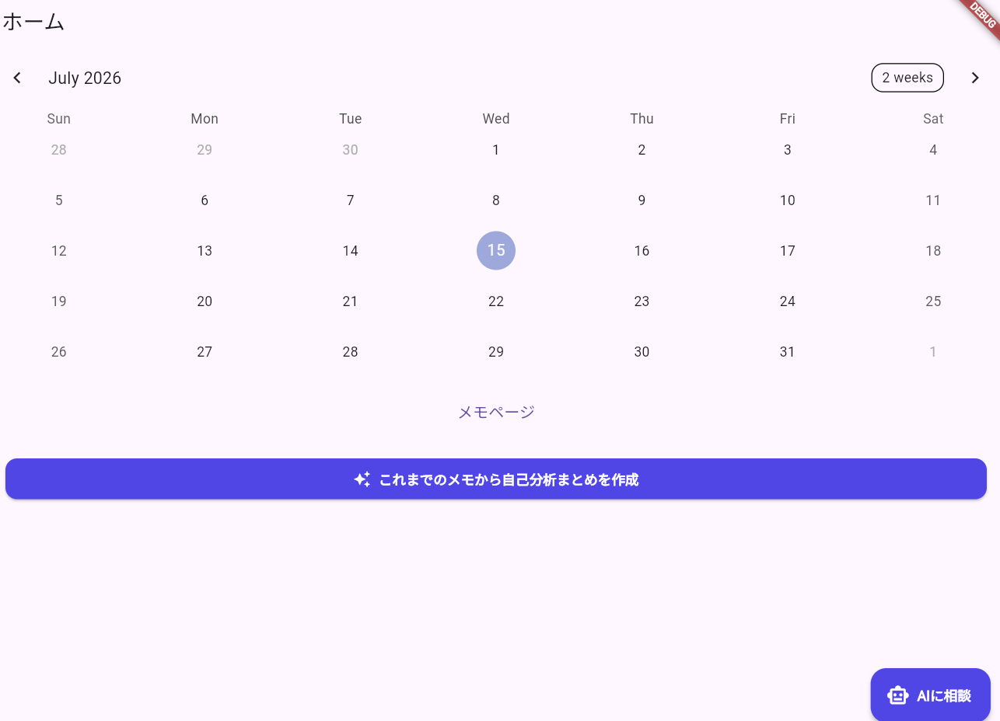 ホーム
DEBUG
July 2026
2 weeks
Sun Mon Tue Wed Thu Fri Sat
28 29 30 1 2 3 4
5 6 7 8 9 10 11
12 13 14 15 16 17 18
19 20 21 22 23 24 25
26 27 28 29 30 31 1
メモページ
これまでのメモから自己分析まとめを作成
AIに相談